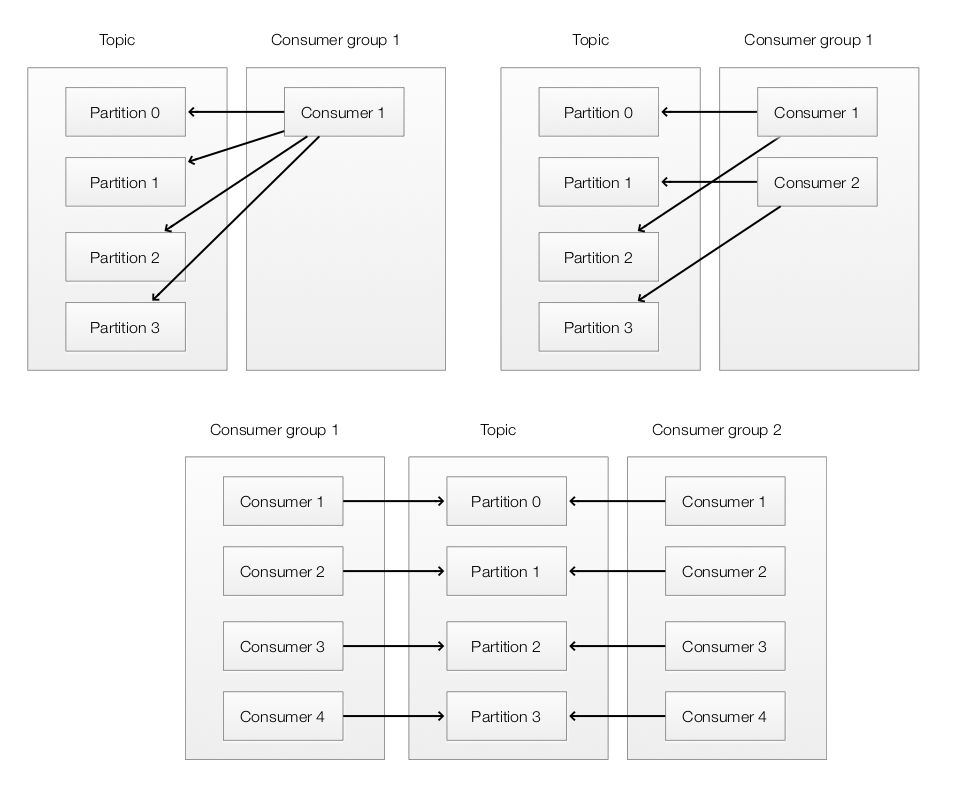 Topic
Consumer group 1
Partition 0
Consumer 1
Partition 1
Partition 2
Partition 3
Topic
Consumer group 1
Partition 0
Consumer 1
Partition 1
Consumer 2
Partition 2
Partition 3
Consumer group 1
Topic
Consumer group 2
Consumer 1
Partition 0
Consumer 1
Consumer 2
Partition 1
Consumer 2
Consumer 3
Partition 2
Consumer 3
Consumer 4
Partition 3
Consumer 4